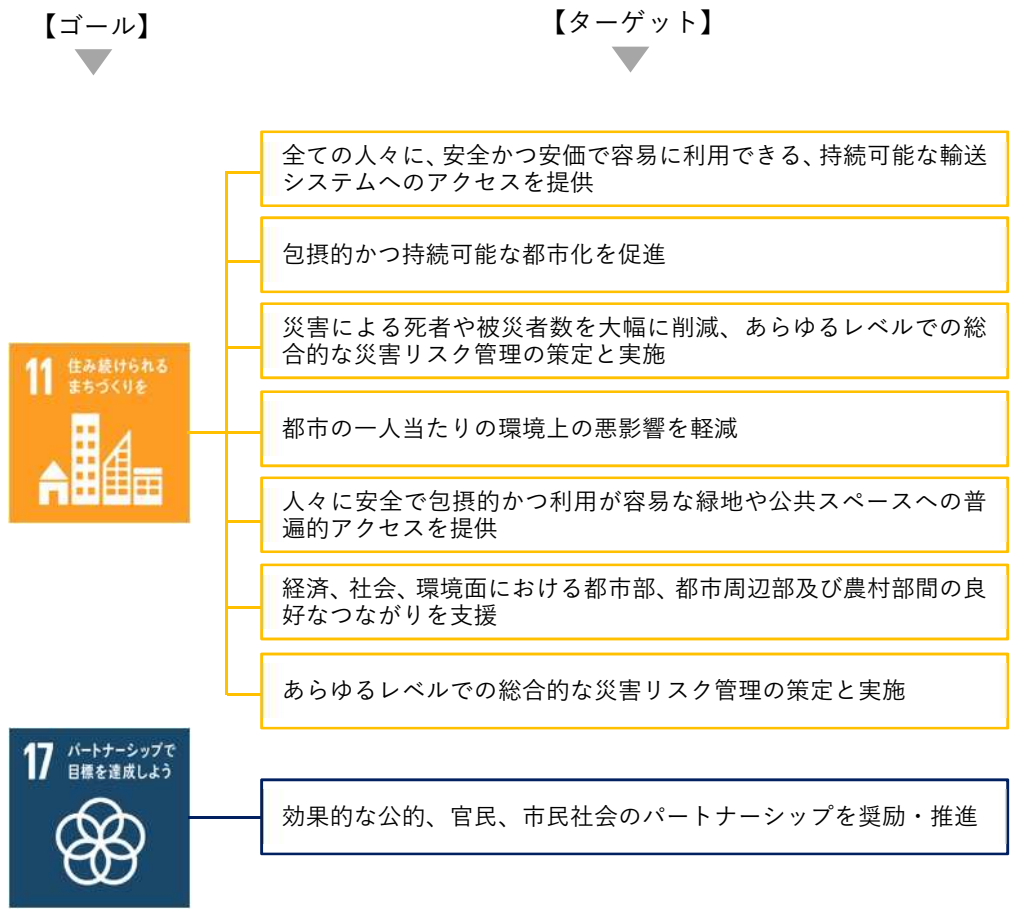 【ゴール】
【ターゲット】
全ての人々に、安全かつ安価で容易に利用できる、持続可能な輸送
システムへのアクセスを提供
包摂的かつ持続可能な都市化を促進
災害による死者や被災者数を大幅に削減、あらゆるレベルでの総
合的な災害リスク管理の策定と実施
11 住み続けられる
まちづくりを
都市の一人当たりの環境上の悪影響を軽減
人々に安全で包摂的かつ利用が容易な緑地や公共スペースへの普
遍的アクセスを提供
経済、社会、環境面における都市部、都市周辺部及び農村部間の良
好なつながりを支援
あらゆるレベルでの総合的な災害リスク管理の策定と実施
17 パートナーシップで
目標を達成しよう
効果的な公的、官民、市民社会のパートナーシップを奨励・推進